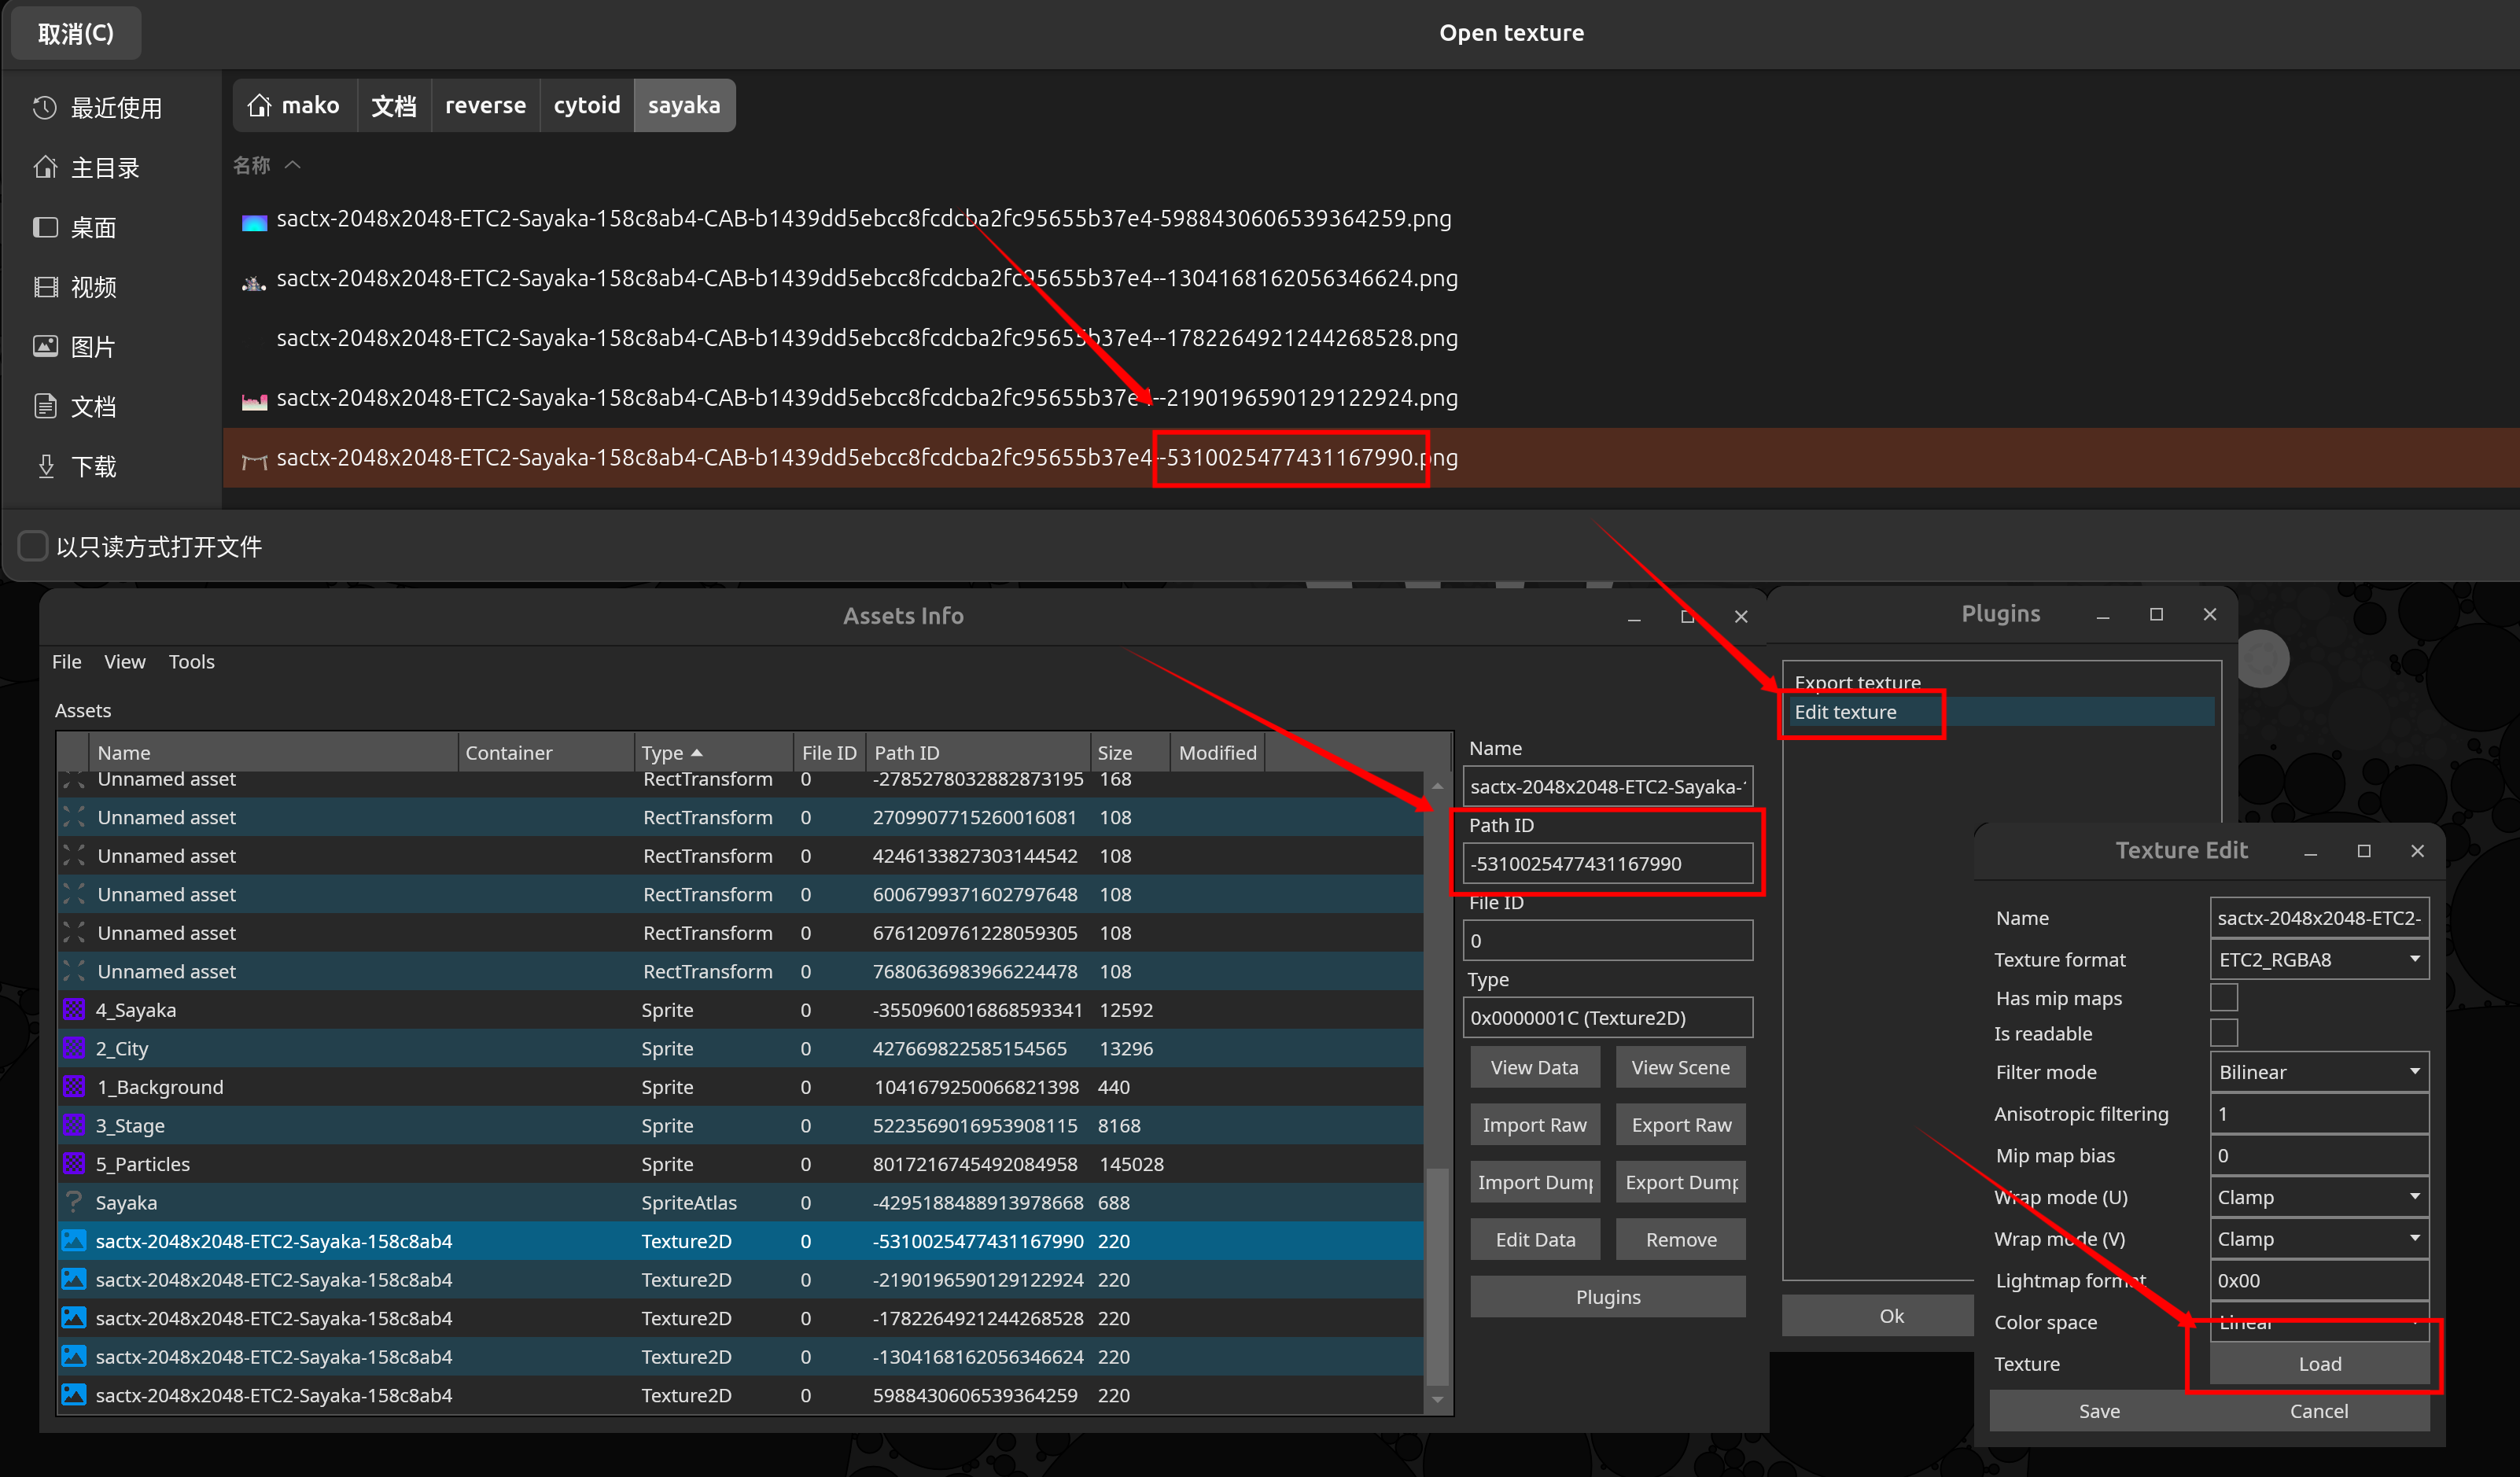 取消(C)
Open texture
最近使用
主目录
桌面
视频
图片
文档
下载
mako 文档 reverse cytoid sayaka
名称
sactx-2048x2048-ETC2-Sayaka-158c8ab4-CAB-b1439dd5ebcc8fcdcba2fc95655b37e4-5988430606539364259.png
sactx-2048x2048-ETC2-Sayaka-158c8ab4-CAB-b1439dd5ebcc8fcdcba2fc95655b37e4--1304168162056346624.png
sactx-2048x2048-ETC2-Sayaka-158c8ab4-CAB-b1439dd5ebcc8fcdcba2fc95655b37e4--1782264921244268528.png
sactx-2048x2048-ETC2-Sayaka-158c8ab4-CAB-b1439dd5ebcc8fcdcba2fc95655b37e4--2190196590129122924.png
sactx-2048x2048-ETC2-Sayaka-158c8ab4-CAB-b1439dd5ebcc8fcdcba2fc95655b37e4--5310025477431167990.png
以只读方式打开文件
Assets Info
File View Tools
Assets
Name Container Type File ID Path ID Size Modified
Unnamed asset RectTransform 0 -2785278032882873195 168
Unnamed asset RectTransform 0 2709907715260016081 108
Unnamed asset RectTransform 0 4246133827303144542 108
Unnamed asset RectTransform 0 6006799371602797648 108
Unnamed asset RectTransform 0 6761209761228059305 108
Unnamed asset RectTransform 0 7680636983966224478 108
4_Sayaka Sprite 0 -3550960016868593341 12592
2_City Sprite 0 427669822585154565 13296
1_Background Sprite 0 1041679250066821398 440
3_Stage Sprite 0 5223569016953908115 8168
5_Particles Sprite 0 8017216745492084958 145028
Sayaka SpriteAtlas 0 -4295188488913978668 688
sactx-2048x2048-ETC2-Sayaka-158c8ab4 Texture2D 0 -5310025477431167990 220
sactx-2048x2048-ETC2-Sayaka-158c8ab4 Texture2D 0 -2190196590129122924 220
sactx-2048x2048-ETC2-Sayaka-158c8ab4 Texture2D 0 -1782264921244268528 220
sactx-2048x2048-ETC2-Sayaka-158c8ab4 Texture2D 0 -1304168162056346624 220
sactx-2048x2048-ETC2-Sayaka-158c8ab4 Texture2D 0 5988430606539364259 220
Name
sactx-2048x2048-ETC2-Sayaka-
Path ID
-5310025477431167990
File ID
0
Type
0x0000001C (Texture2D)
View Data View Scene
Import Raw Export Raw
Import Dump Export Dump
Edit Data Remove
Plugins
Plugins
Export texture
Edit texture
Ok
Texture Edit
Name sactx-2048x2048-ETC2-
Texture format ETC2_RGBA8
Has mip maps
Is readable
Filter mode Bilinear
Anisotropic filtering 1
Mip map bias 0
Wrap mode (U) Clamp
Wrap mode (V) Clamp
Lightmap format 0x00
Color space Linear
Texture Load
Save Cancel